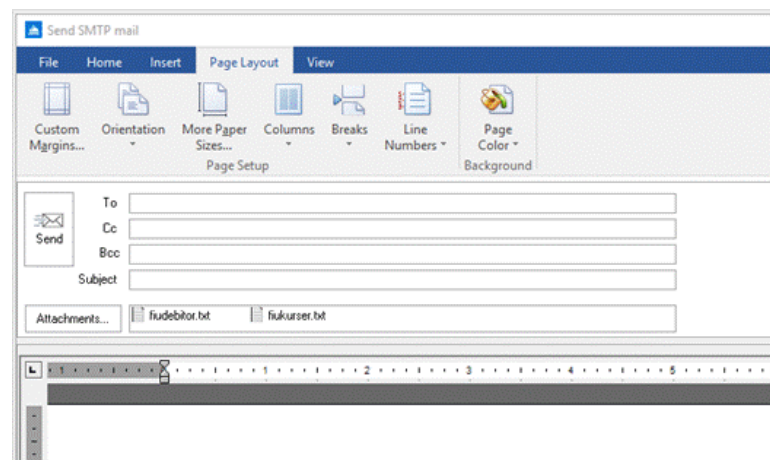 Send SMTP mail
File Home Insert Page Layout View
Custom Margins... Orientation More Paper Sizes... Columns Breaks Line Numbers Page Color
Page Setup Background
To
Send Cc
Bcc
Subject
Attachments... fiudebitor.txt fiukurser.txt
L 1 1 2 3 4 5